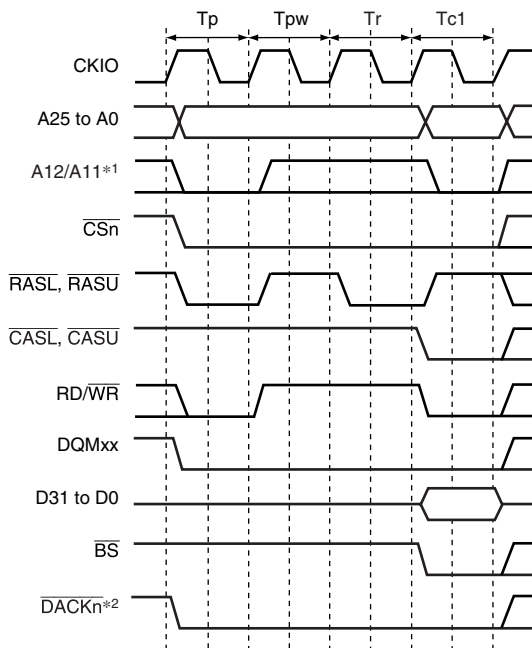 Tp Tpw Tr Tc1
CKIO
A25 to A0
A12/A11*1
CSn
RASL, RASU
CASL, CASU
RD/WR
DQMxx
D31 to D0
BS
DACKn*2